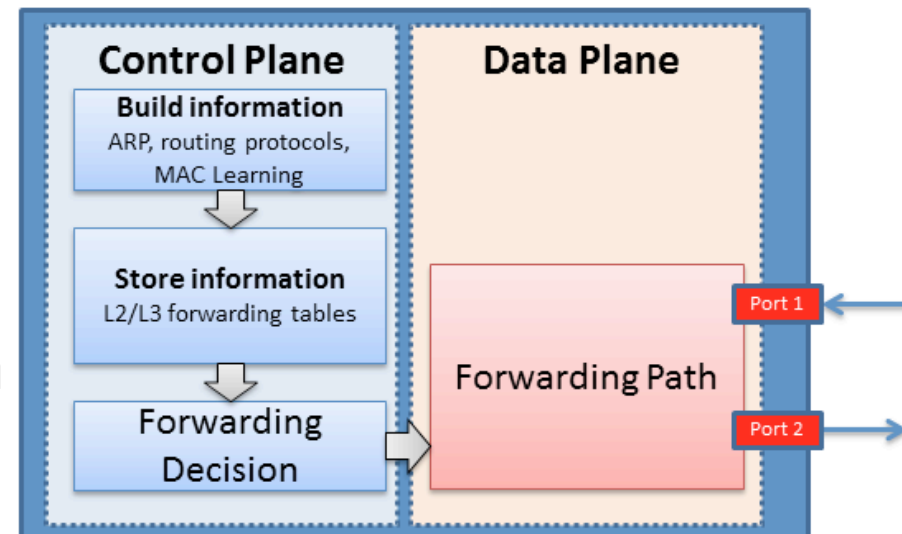 Control Plane
Build information
ARP, routing protocols,
MAC Learning
Store information
L2/L3 forwarding tables
Forwarding
Decision
Data Plane
Forwarding Path
Port 1
Port 2